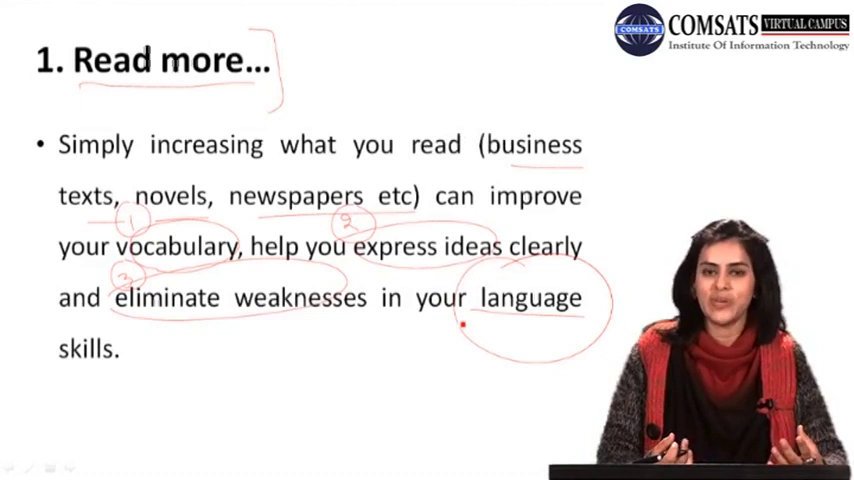 COMSATS VIRTUAL CAMPUS
COMSATS
Institute Of Information Technology
1. Read more...
• Simply increasing what you read (business
texts, novels, newspapers etc) can improve
1 2
your vocabulary, help you express ideas clearly
3
and eliminate weaknesses in your language
skills.